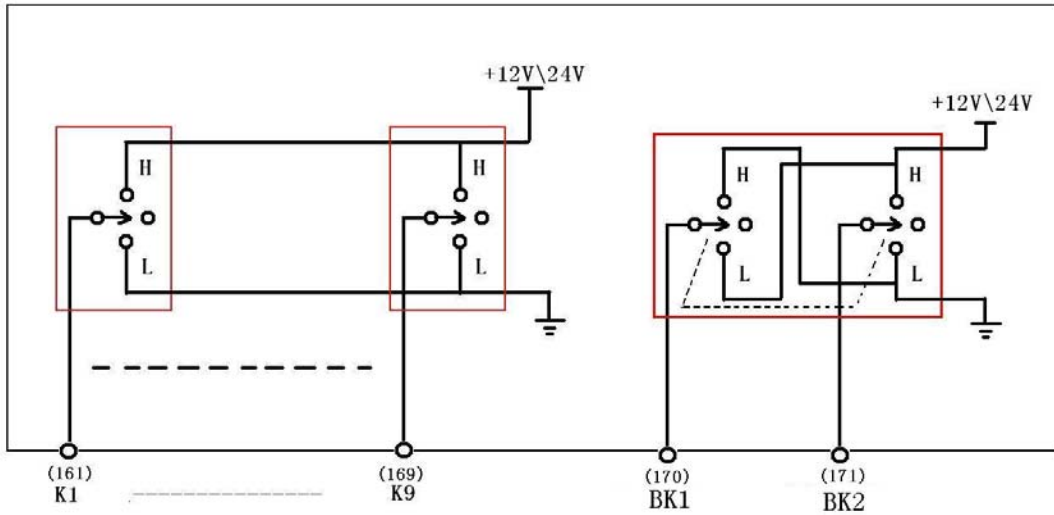 +12V\24V
+12V\24V
H
H
H
H
L
L
L
L
(161)
(169)
(170)
(171)
K1
K9
BK1
BK2